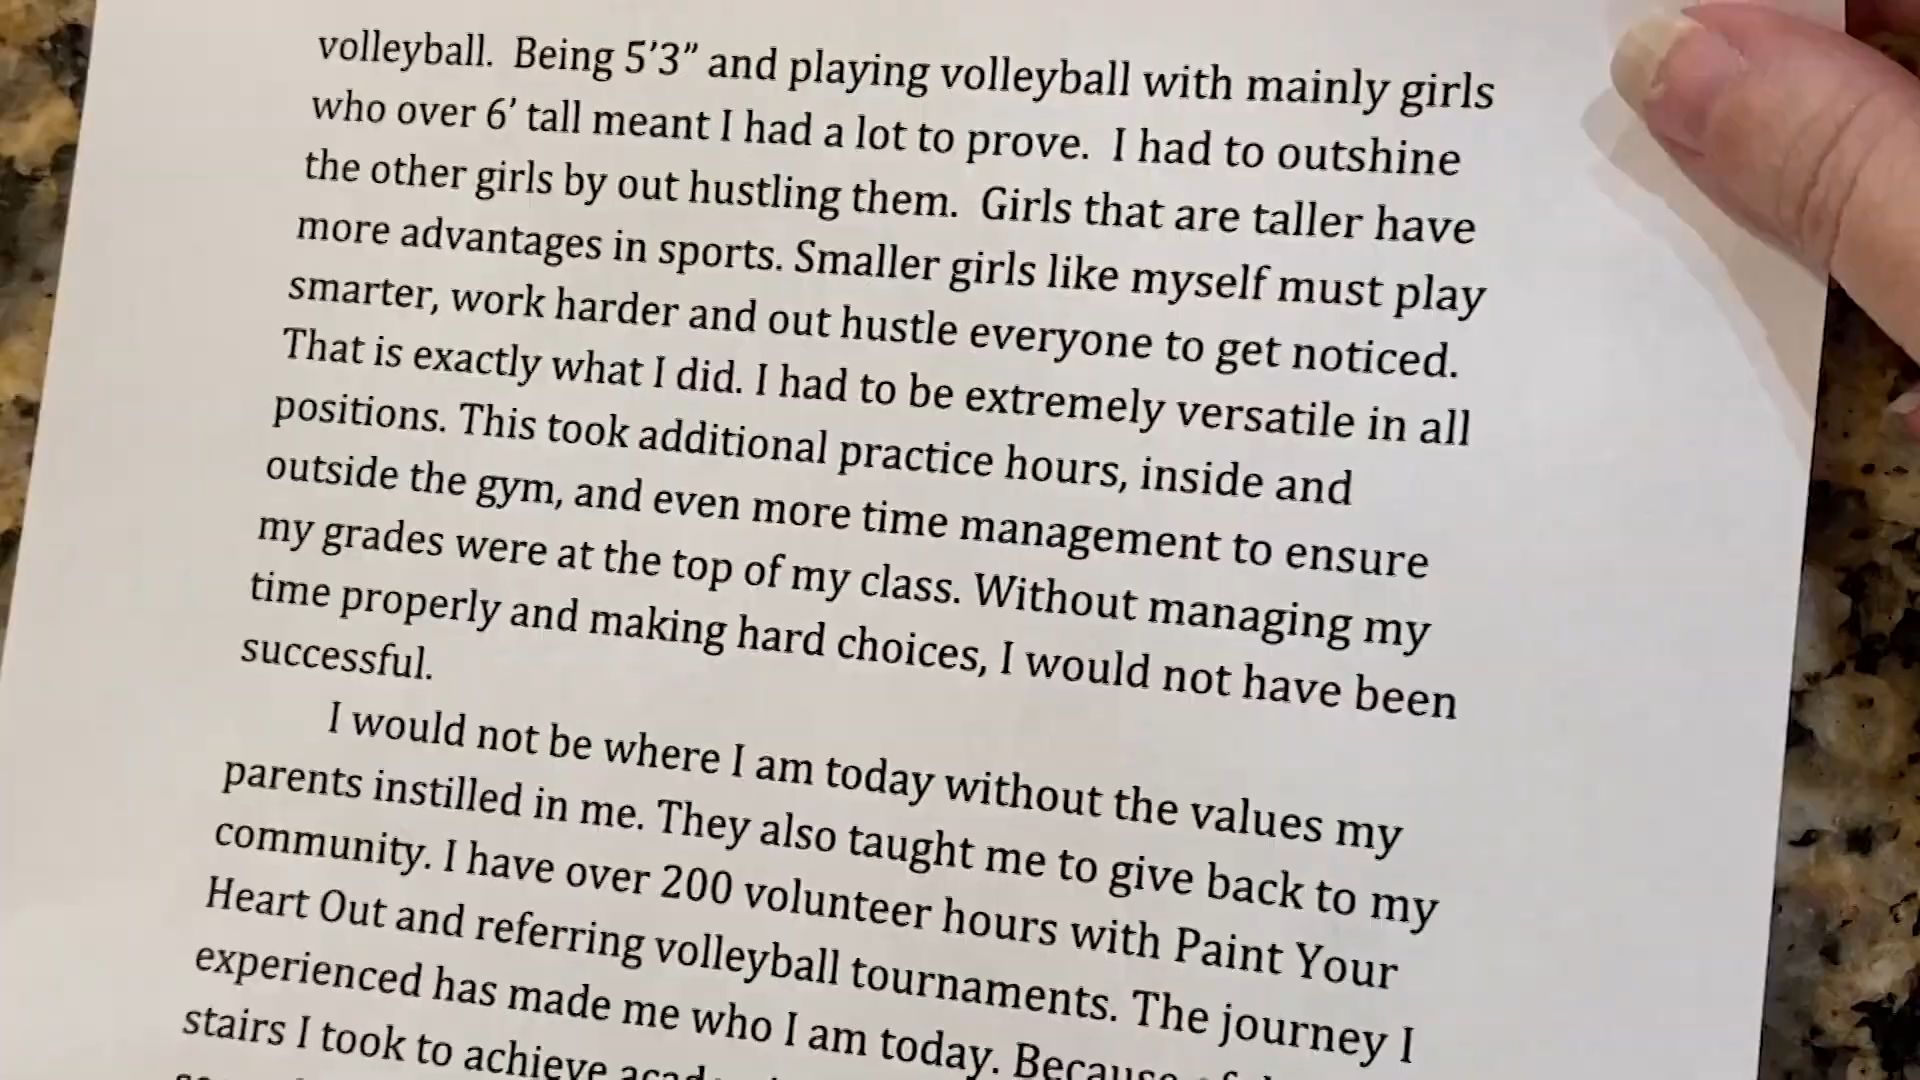 volleyball.  Being 5'3" and playing volleyball with mainly girls
who over 6' tall meant I had a lot to prove.  I had to outshine
the other girls by out hustling them.  Girls that are taller have
more advantages in sports. Smaller girls like myself must play
smarter, work harder and out hustle everyone to get noticed.
That is exactly what I did. I had to be extremely versatile in all
positions. This took additional practice hours, inside and
outside the gym, and even more time management to ensure
my grades were at the top of my class. Without managing my
time properly and making hard choices, I would not have been
successful.
I would not be where I am today without the values my
parents instilled in me. They also taught me to give back to my
community. I have over 200 volunteer hours with Paint Your
Heart Out and referring volleyball tournaments. The journey I
experienced has made me who I am today. Because of
stairs I took to achieve